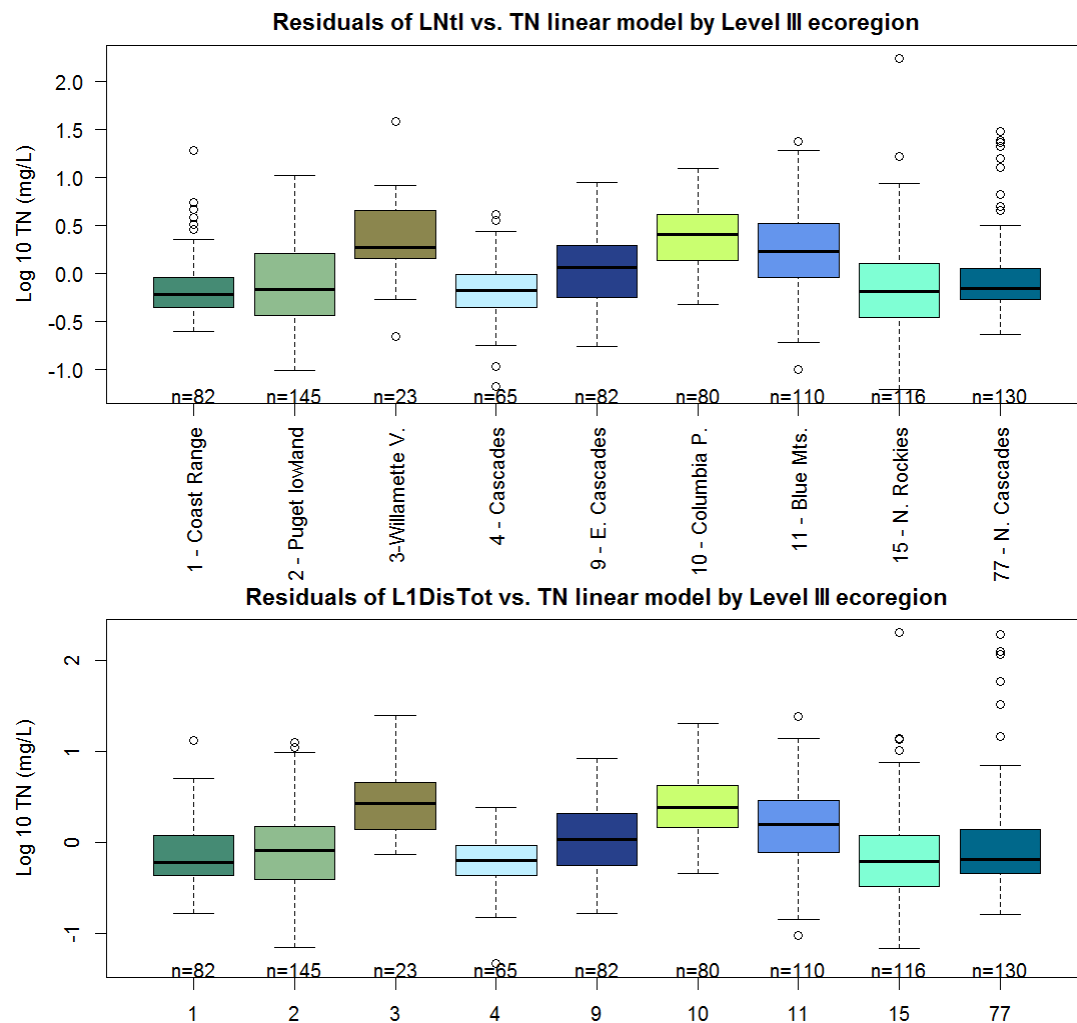 Residuals of LNtl vs. TN linear model by Level III ecoregion
Log 10 TN (mg/L)
2.0
1.5
1.0
0.5
0.0
-0.5
-1.0
n=82 n=145 n=23 n=65 n=82 n=80 n=110 n=116 n=130
1 - Coast Range
2 - Puget lowland
3-Willamette V.
4 - Cascades
9 - E. Cascades
10 - Columbia P.
11 - Blue Mts.
15 - N. Rockies
77 - N. Cascades
Residuals of L1DisTot vs. TN linear model by Level III ecoregion
Log 10 TN (mg/L)
2
1
0
-1
n=82 n=145 n=23 n=65 n=82 n=80 n=110 n=116 n=130
1 2 3 4 9 10 11 15 77